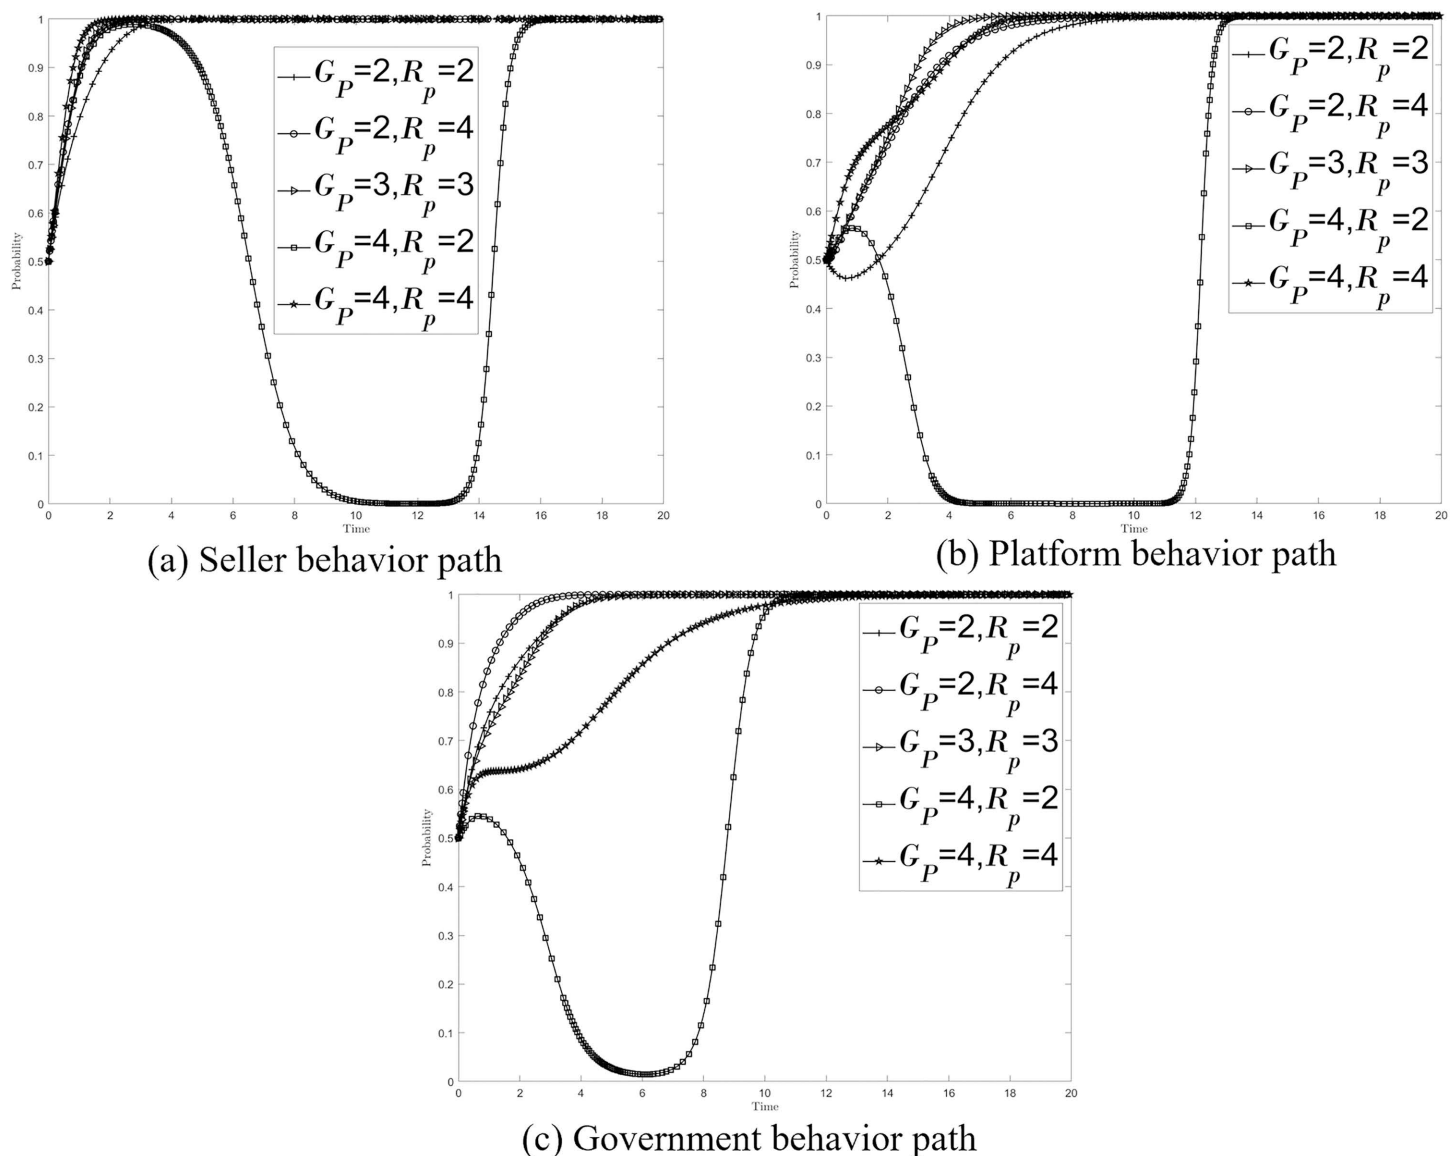 1
0.9
0.8
0.7
0.6
0.5
0.4
0.3
0.2
0.1
0
Probability
0 2 4 6 8 10 12 14 16 18 20
Time
G_P=2,R_p=2
G_P=2,R_p=4
G_P=3,R_p=3
G_P=4,R_p=2
G_P=4,R_p=4
(a) Seller behavior path
1
0.9
0.8
0.7
0.6
0.5
0.4
0.3
0.2
0.1
0
Probability
0 2 4 6 8 10 12 14 16 18 20
Time
G_P=2,R_p=2
G_P=2,R_p=4
G_P=3,R_p=3
G_P=4,R_p=2
G_P=4,R_p=4
(b) Platform behavior path
1
0.9
0.8
0.7
0.6
0.5
0.4
0.3
0.2
0.1
0
Probability
0 2 4 6 8 10 12 14 16 18 20
Time
G_P=2,R_p=2
G_P=2,R_p=4
G_P=3,R_p=3
G_P=4,R_p=2
G_P=4,R_p=4
(c) Government behavior path